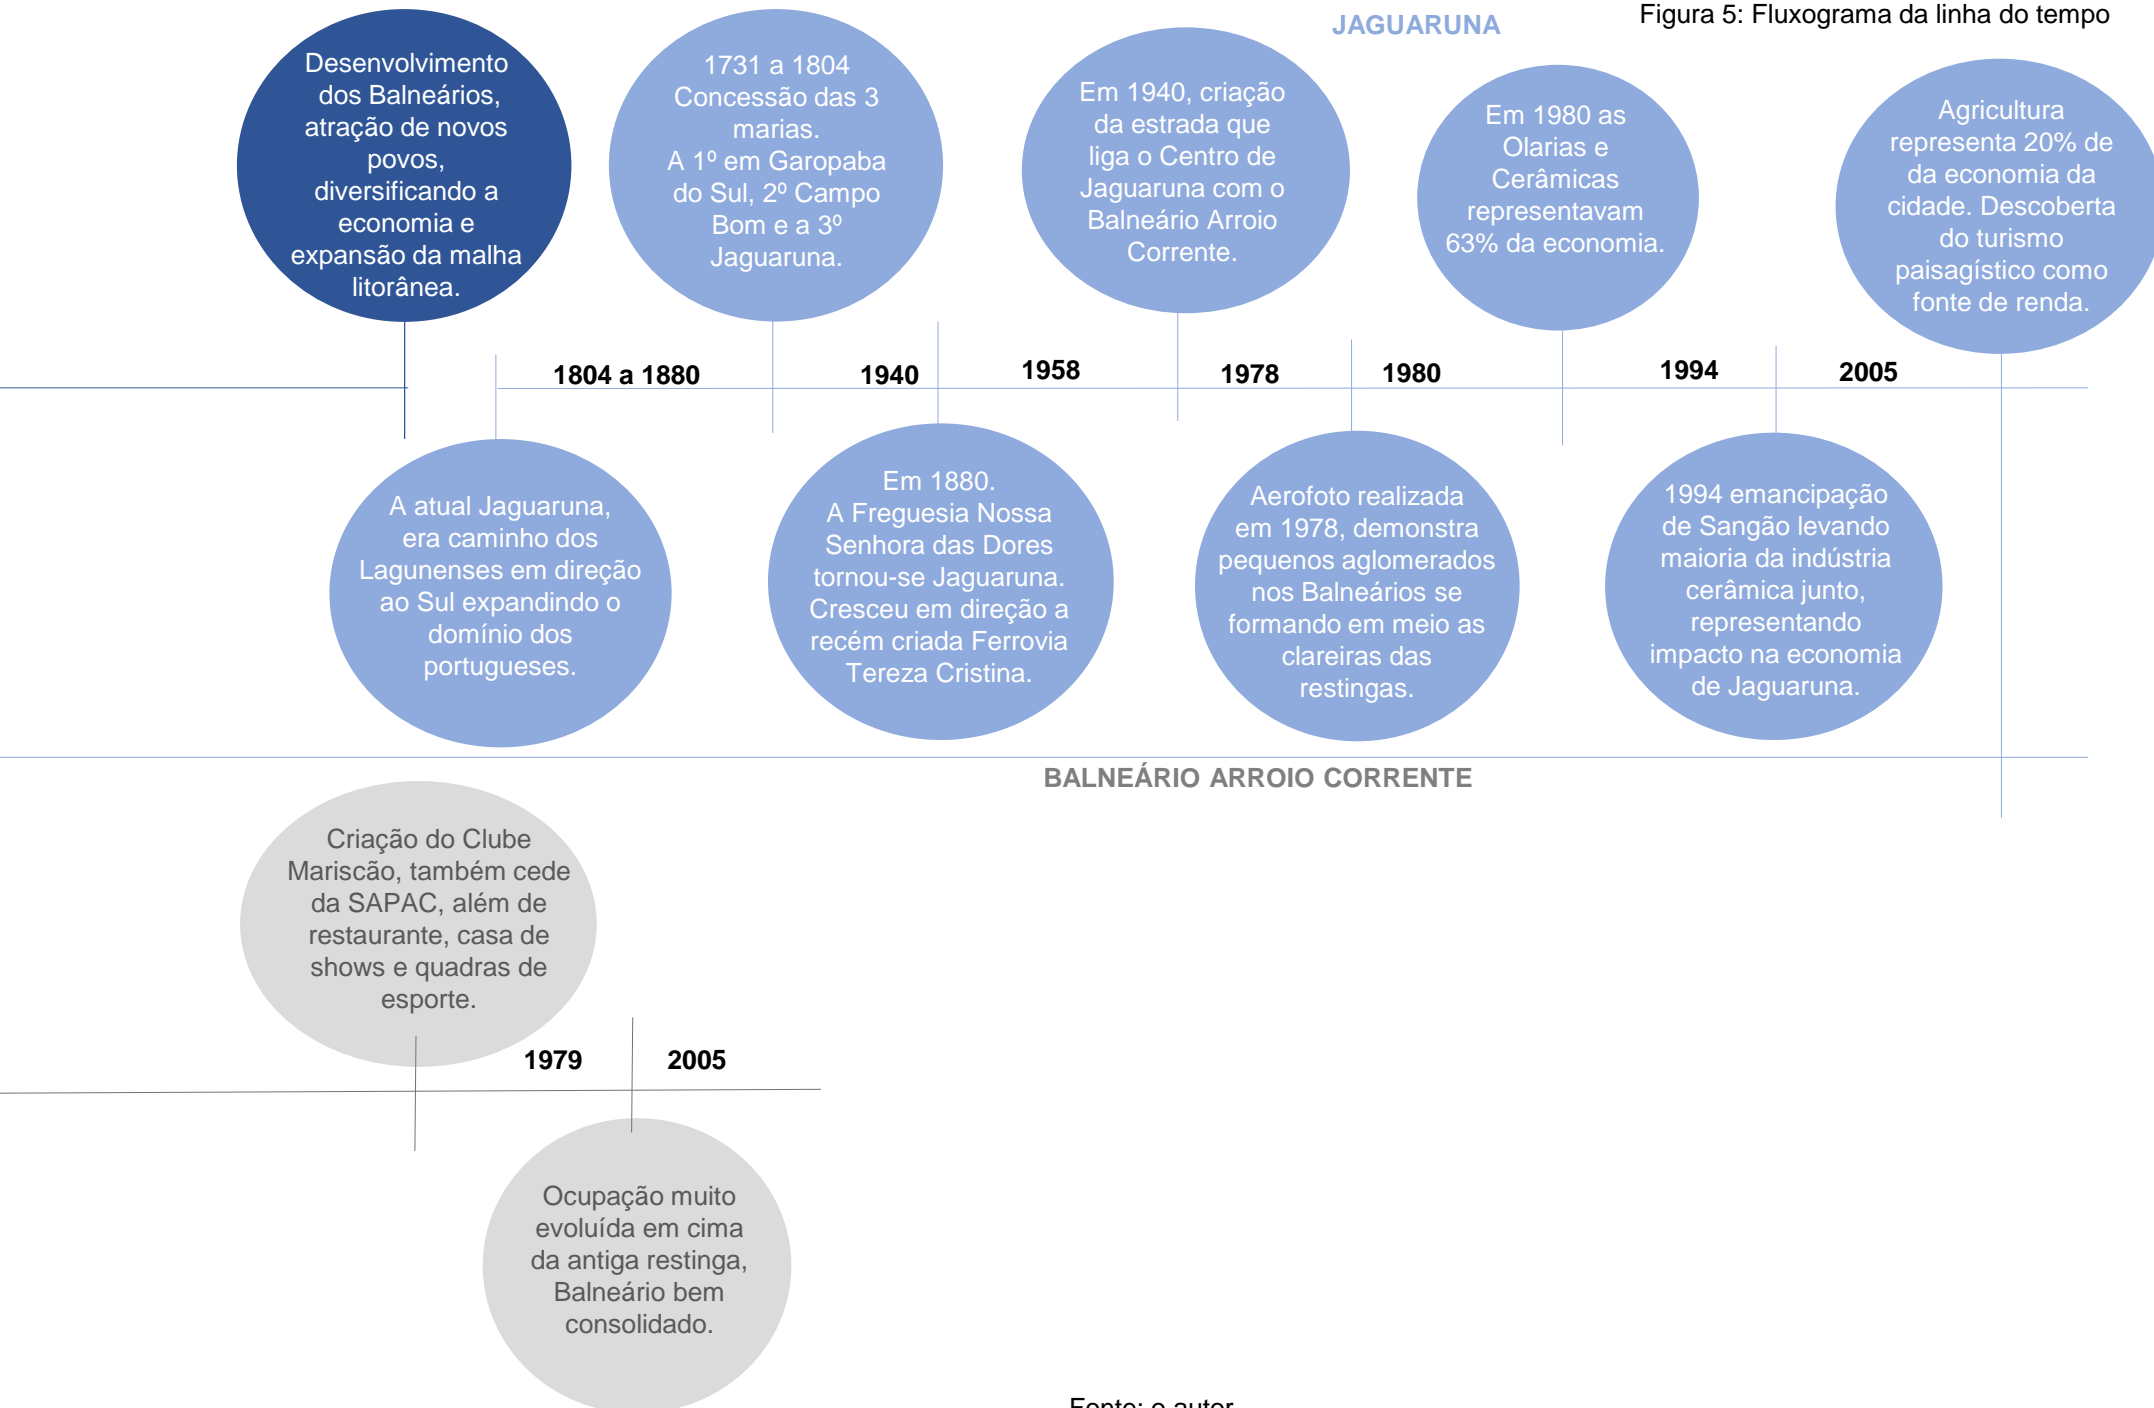 JAGUARUNA
Figura 5: Fluxograma da linha do tempo
Desenvolvimento
dos Balneários,
atração de novos
povos,
diversificando a
economia e
expansão da malha
litorânea.
1731 a 1804
Concessão das 3
marias.
A 1º em Garopaba
do Sul, 2º Campo
Bom e a 3º
Jaguaruna.
Em 1940, criação
da estrada que
liga o Centro de
Jaguaruna com o
Balneário Arroio
Corrente.
Em 1980 as
Olarias e
Cerâmicas
representavam
63% da economia.
Agricultura
representa 20% de
da economia da
cidade. Descoberta
do turismo
paisagístico como
fonte de renda.
1804 a 1880
1940
1958
1978
1980
1994
2005
A atual Jaguaruna,
era caminho dos
Lagunenses em direção
ao Sul expandindo o
domínio dos
portugueses.
Em 1880.
A Freguesia Nossa
Senhora das Dores
tornou-se Jaguaruna.
Cresceu em direção a
recém criada Ferrovia
Tereza Cristina.
Aerofoto realizada
em 1978, demonstra
pequenos aglomerados
nos Balneários se
formando em meio as
clareiras das
restingas.
1994 emancipação
de Sangão levando
maioria da indústria
cerâmica junto,
representando
impacto na economia
de Jaguaruna.
BALNEÁRIO ARROIO CORRENTE
Criação do Clube
Mariscão, também cede
da SAPAC, além de
restaurante, casa de
shows e quadras de
esporte.
1979
2005
Ocupação muito
evoluída em cima
da antiga restinga,
Balneário bem
consolidado.
Fonte: o autor